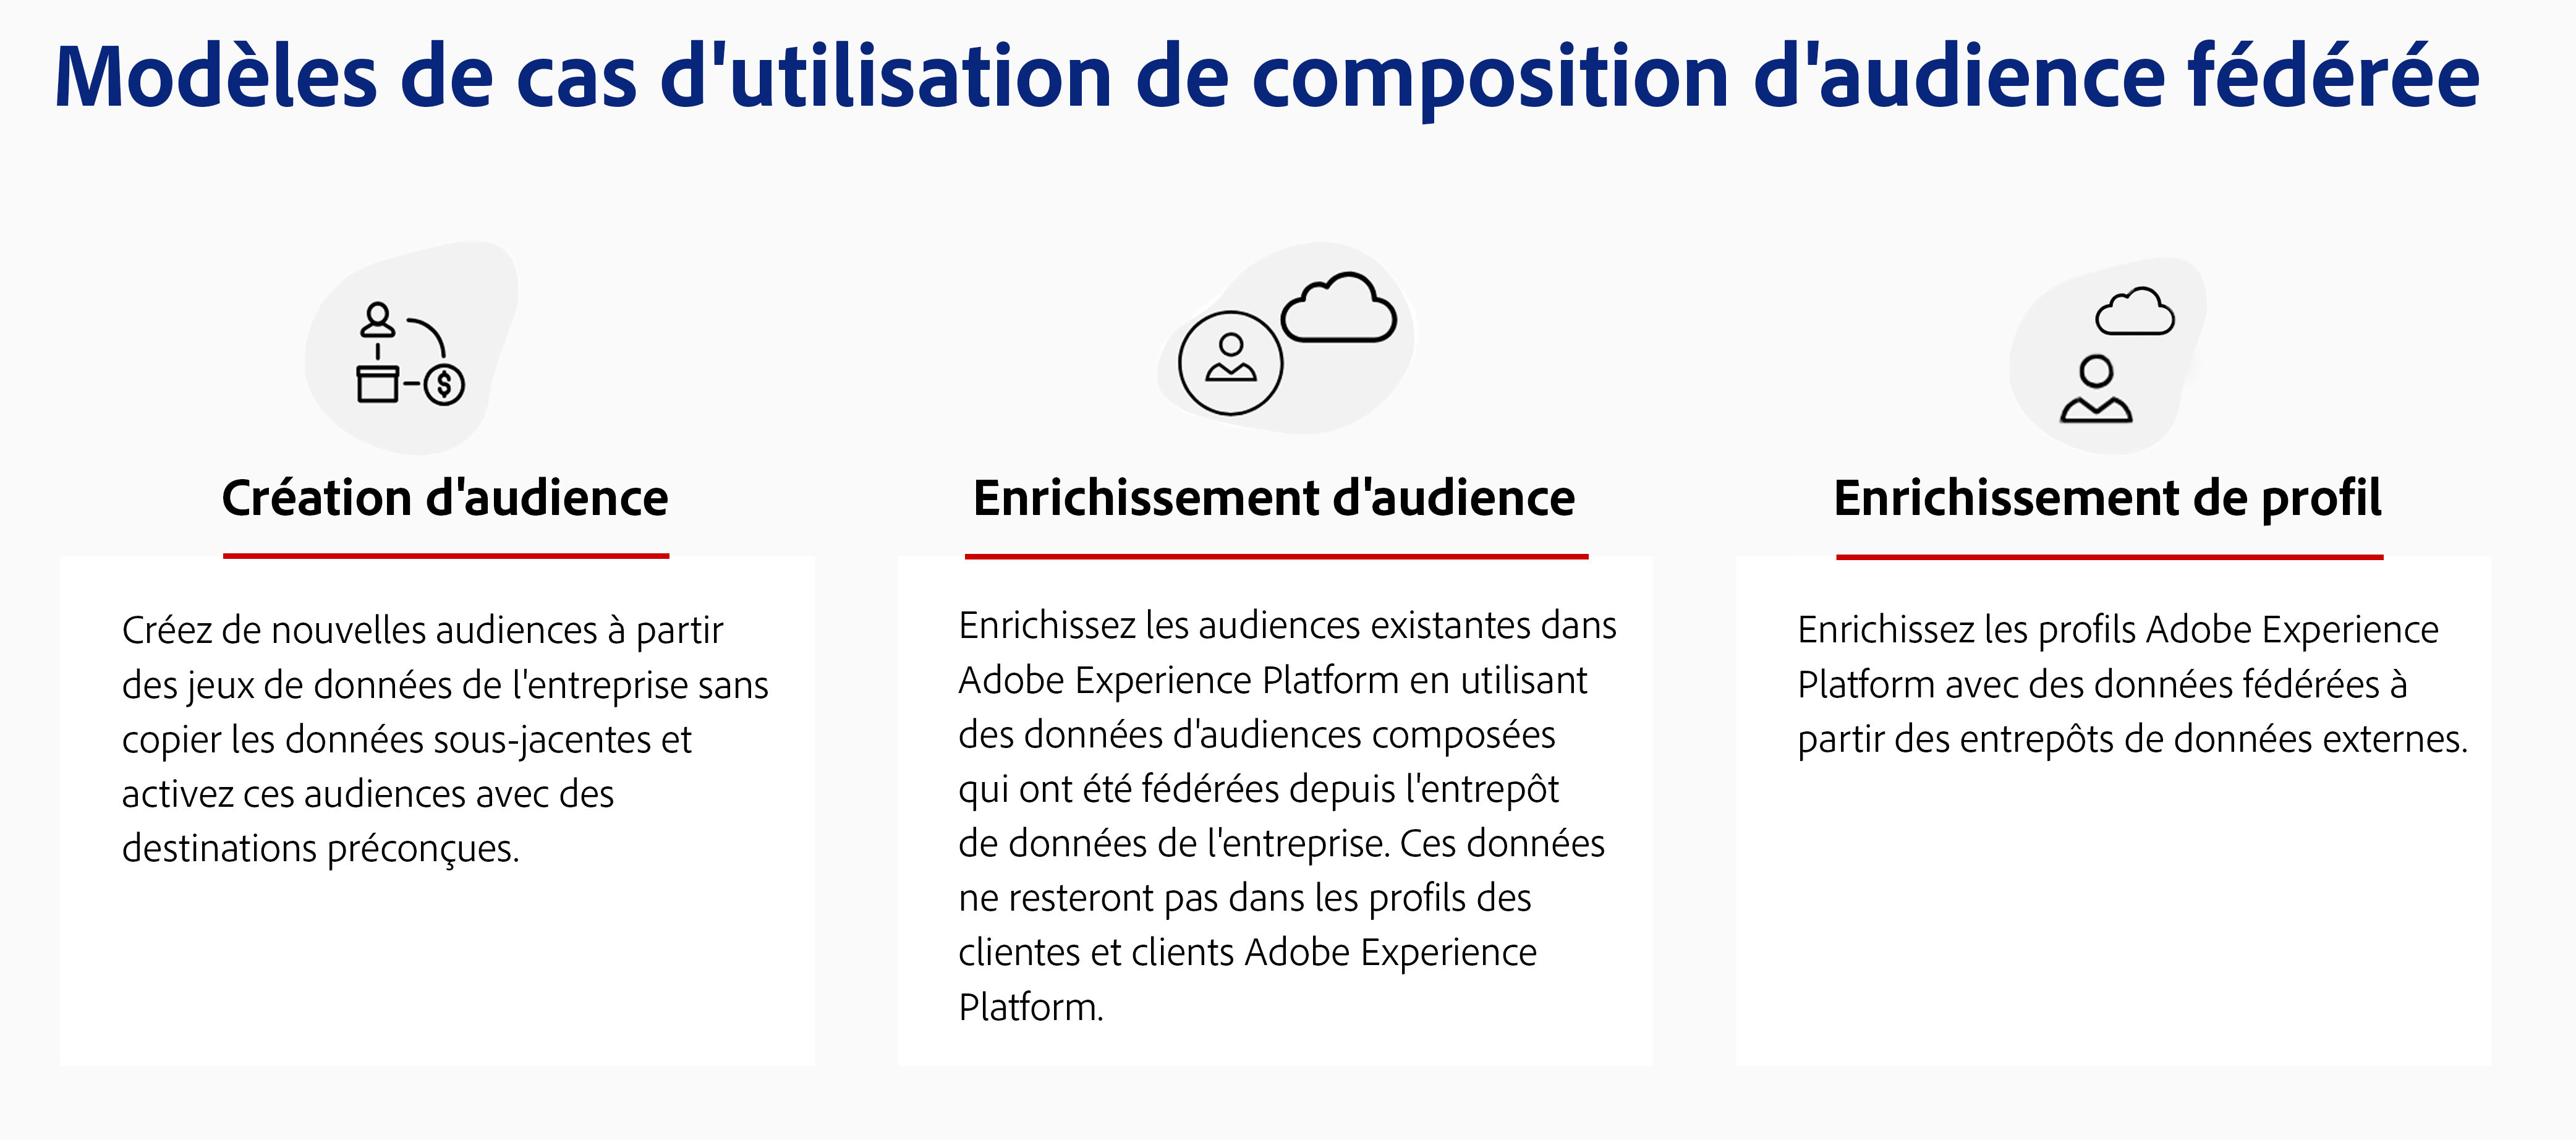 Modèles de cas d'utilisation de composition d'audience fédérée
Création d'audience
Créez de nouvelles audiences à partir
des jeux de données de l'entreprise sans
copier les données sous-jacentes et
activez ces audiences avec des
destinations préconçues.
Enrichissement d'audience
Enrichissez les audiences existantes dans
Adobe Experience Platform en utilisant
des données d'audiences composées
qui ont été fédérées depuis l'entrepôt
de données de l'entreprise. Ces données
ne resteront pas dans les profils des
clientes et clients Adobe Experience
Platform.
Enrichissement de profil
Enrichissez les profils Adobe Experience
Platform avec des données fédérées à
partir des entrepôts de données externes.